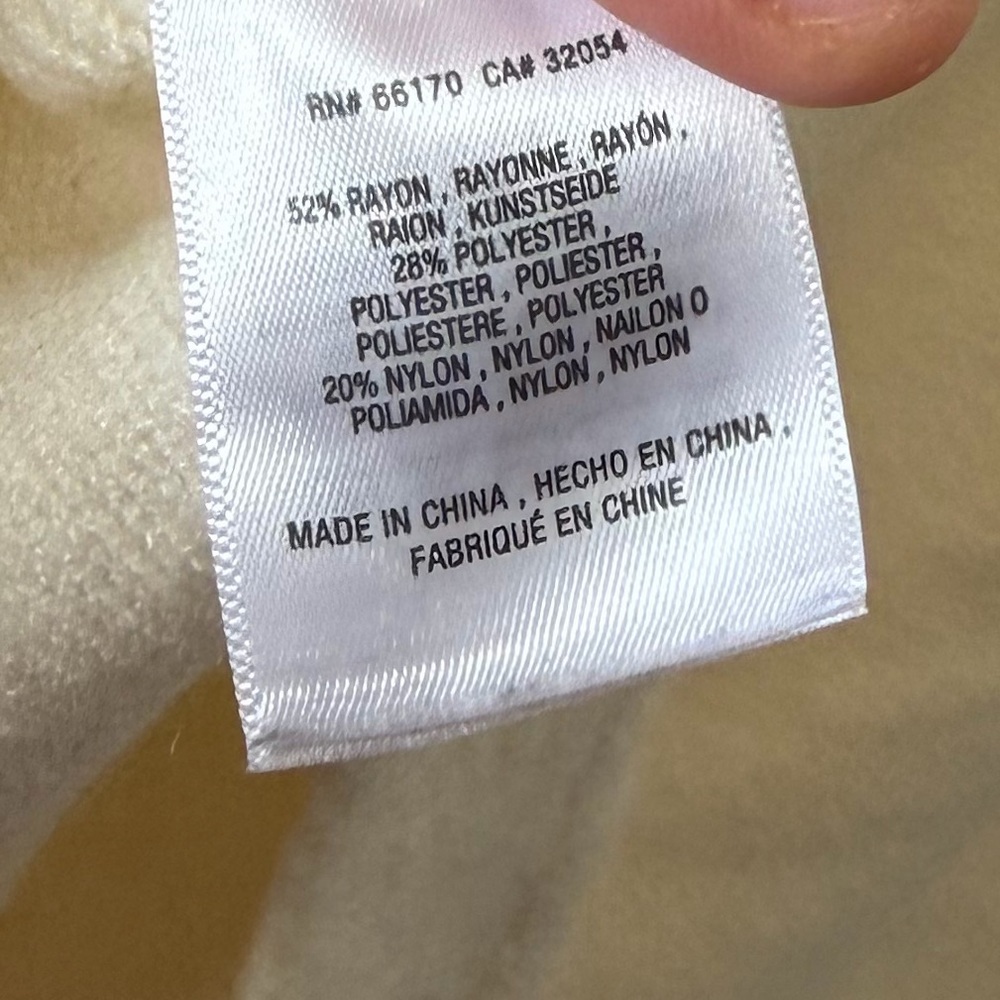 RN# 66170 CA# 32054
52% RAYON , RAYONNE , RAYÓN ,
RAION , KUNSTSEIDE
28% POLYESTER ,
POLYESTER , POLIESTER ,
POLIESTERE , POLYESTER
20% NYLON , NYLON , NAILON O
POLIAMIDA , NYLON , NYLON
MADE IN CHINA , HECHO EN CHINA ,
FABRIQUÉ EN CHINE